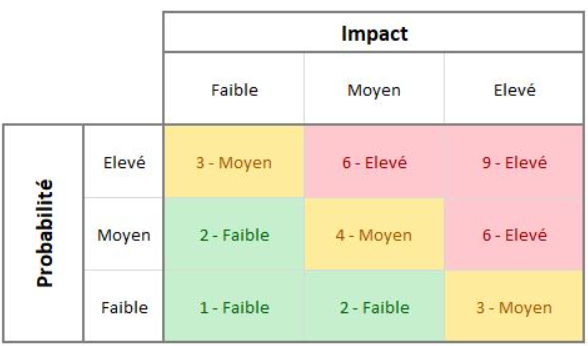 Impact
Faible Moyen Elevé
Probabilité
Elevé 3 - Moyen 6 - Elevé 9 - Elevé
Moyen 2 - Faible 4 - Moyen 6 - Elevé
Faible 1 - Faible 2 - Faible 3 - Moyen